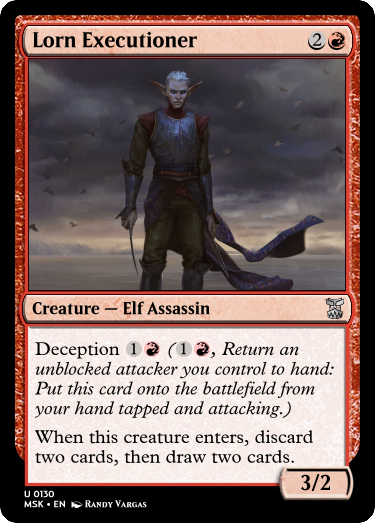 Lorn Executioner 2
Creature — Elf Assassin
Deception 1 (1, Return an
unblocked attacker you control to hand:
Put this card onto the battlefield from
your hand tapped and attacking.)
When this creature enters, discard
two cards, then draw two cards.
3/2
U 0130
MSK • EN Randy Vargas